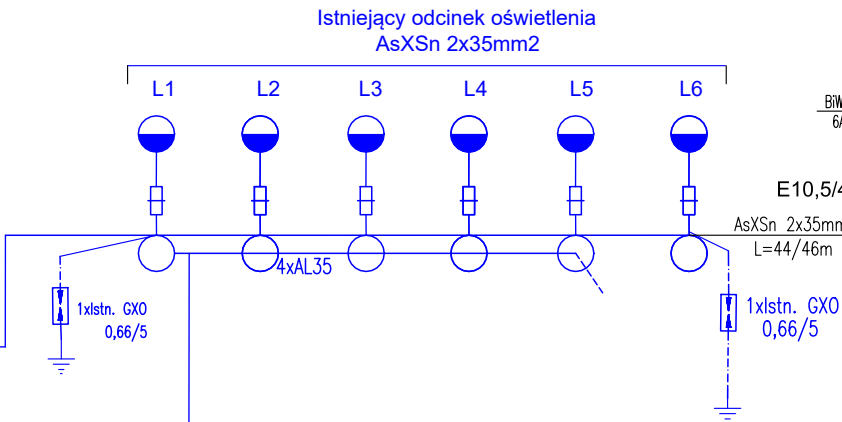 Istniejący odcinek oświetlenia
AsXSn 2x35mm2
L1 L2 L3 L4 L5 L6
E10,5/4
AsXSn 2x35mm
L=44/46m
4xAL35
1xIstn. GXO
0,66/5
1xIstn. GXO
0,66/5